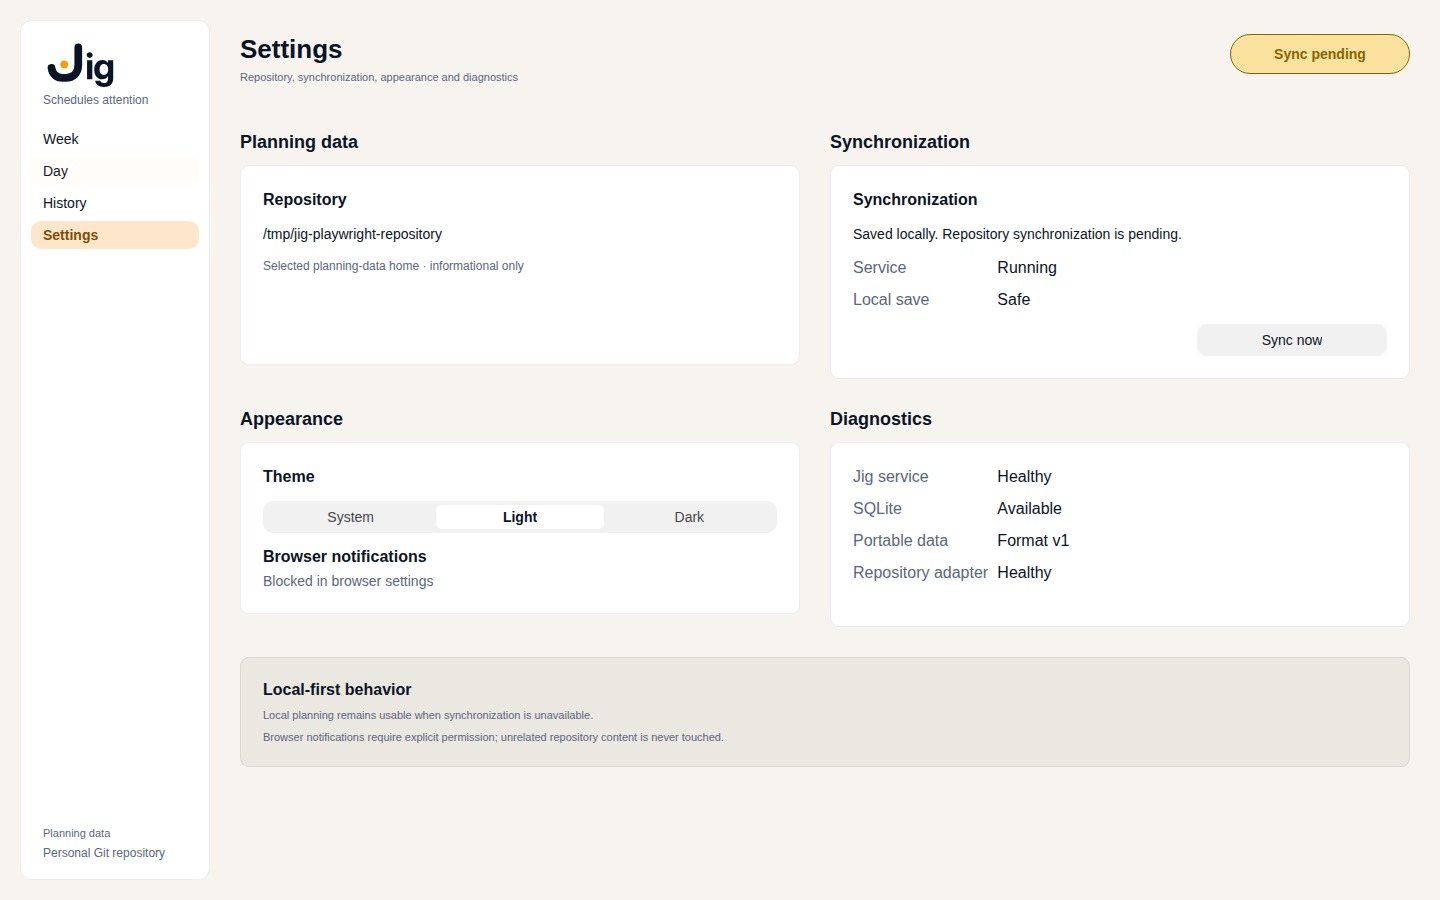 Jig
Schedules attention
Week
Day
History
Settings
Planning data
Personal Git repository
Settings
Repository, synchronization, appearance and diagnostics
Sync pending
Planning data
Repository
/tmp/jig-playwright-repository
Selected planning-data home · informational only
Synchronization
Synchronization
Saved locally. Repository synchronization is pending.
Service Running
Local save Safe
Sync now
Appearance
Theme
System Light Dark
Browser notifications
Blocked in browser settings
Diagnostics
Jig service Healthy
SQLite Available
Portable data Format v1
Repository adapter Healthy
Local-first behavior
Local planning remains usable when synchronization is unavailable.
Browser notifications require explicit permission; unrelated repository content is never touched.